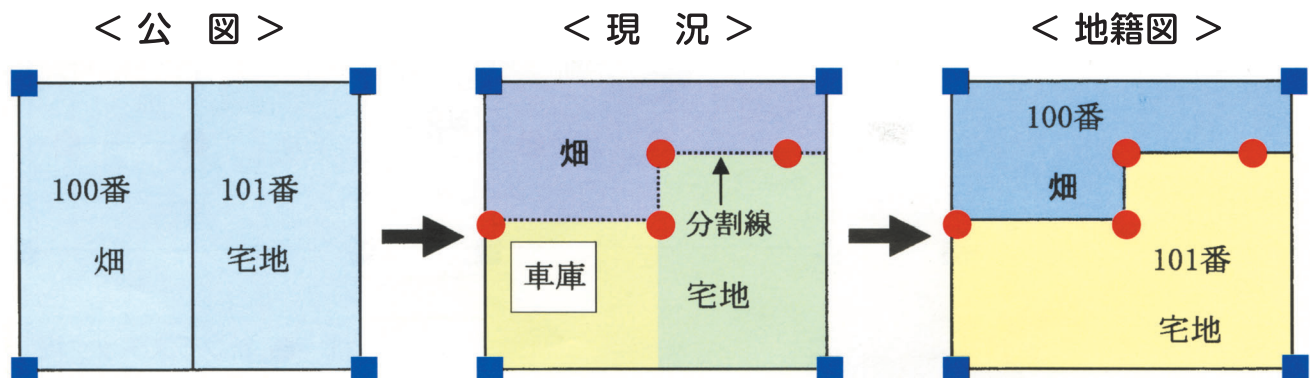 ＜公　図＞
100番
畑
101番
宅地
＜現　況＞
畑
分割線
車庫
宅地
＜地籍図＞
100番
畑
101番
宅地